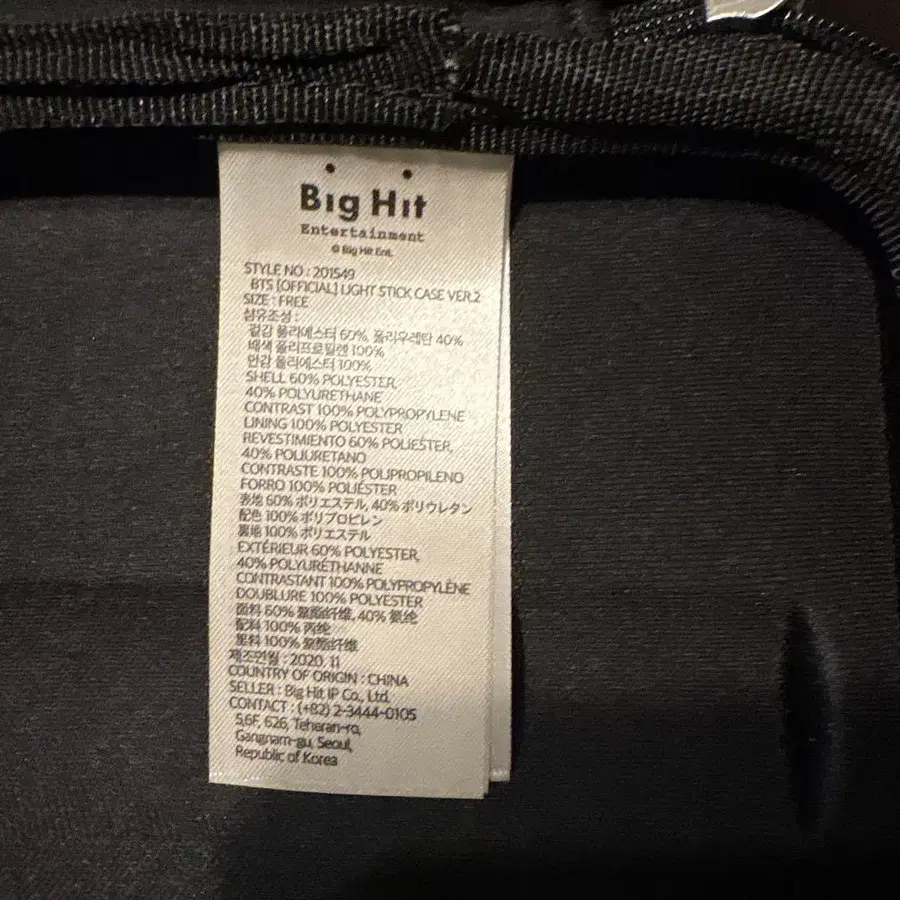 Big Hit
Entertainment
© Big Hit Ent.
STYLE NO : 201549
BTS [OFFICIAL] LIGHT STICK CASE VER.2
SIZE : FREE
섬유조성 :
겉감 폴리에스터 60%, 폴리우레탄 40%
배색 폴리프로필렌 100%
안감 폴리에스터 100%
SHELL 60% POLYESTER,
40% POLYURETHANE
CONTRAST 100% POLYPROPYLENE
LINING 100% POLYESTER
REVESTIMIENTO 60% POLIÉSTER,
40% POLIURETANO
CONTRASTE 100% POLIPROPILENO
FORRO 100% POLIÉSTER
表地 60% ポリエステル, 40% ポリウレタン
配色 100% ポリプロピレン
裏地 100% ポリエステル
EXTÉRIEUR 60% POLYESTER,
40% POLYURÉTHANNE
CONTRASTANT 100% POLYPROPYLÈNE
DOUBLURE 100% POLYESTER
面料 60% 聚酯纤维, 40% 氨纶
配料 100% 丙纶
里料 100% 聚酯纤维
제조연월 : 2020. 11
COUNTRY OF ORIGIN : CHINA
SELLER : Big Hit IP Co., Ltd.
CONTACT : (+82) 2-3444-0105
5,6F, 626, Teheran-ro,
Gangnam-gu, Seoul,
Republic of Korea